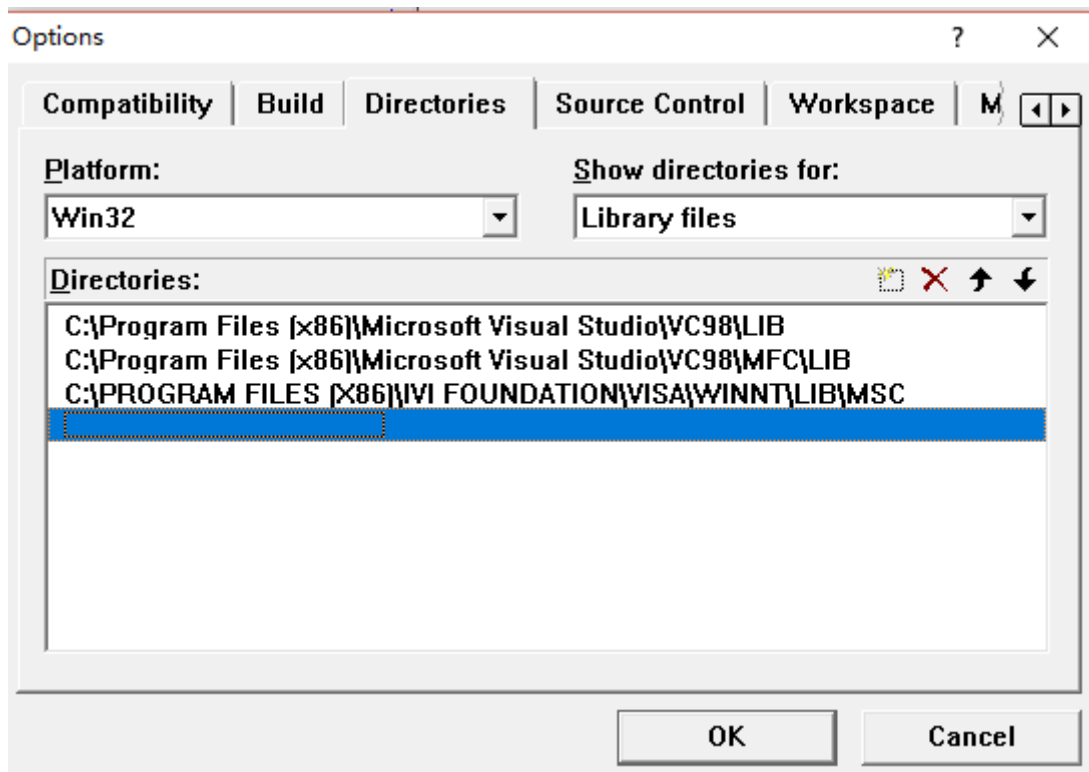 Options
? ×
Compatibility Build Directories Source Control Workspace M
Platform: Show directories for:
Win32 Library files
Directories:
C:\Program Files (x86)\Microsoft Visual Studio\VC98\LIB
C:\Program Files (x86)\Microsoft Visual Studio\VC98\MFC\LIB
C:\PROGRAM FILES (X86)\IVI FOUNDATION\VISA\WINNT\LIB\MSC
OK Cancel